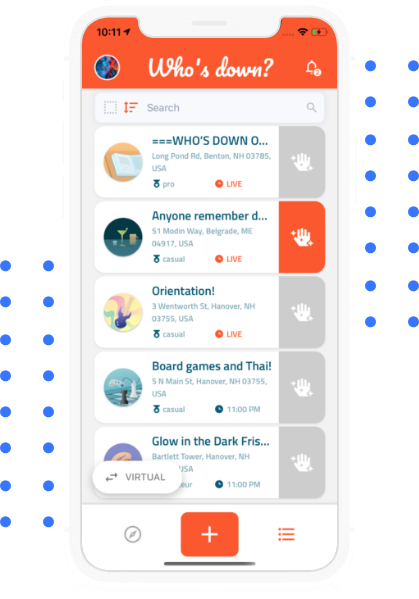 10:11
Who's down?
2
Search
===WHO'S DOWN O...
Long Pond Rd, Benton, NH 03785,
USA
pro
LIVE
Anyone remember d...
51 Modin Way, Belgrade, ME
04917, USA
casual
LIVE
Orientation!
3 Wentworth St, Hanover, NH
03755, USA
casual
LIVE
Board games and Thai!
5 N Main St, Hanover, NH 03755,
USA
casual
11:00 PM
Glow in the Dark Fris...
Bartlett Tower, Hanover, NH
USA
VIRTUAL
eur
11:00 PM